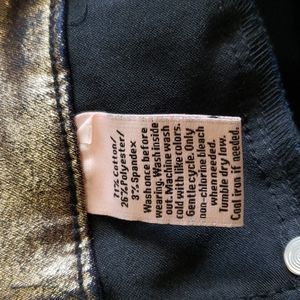 71% Cotton/
26% Polyester/
3% Spandex
Wash once before
wearing. Wash inside
out. Machine wash
cold with like colors.
Gentle cycle. Only
non-chlorine bleach
when needed.
Tumble dry low.
Cool iron if needed.